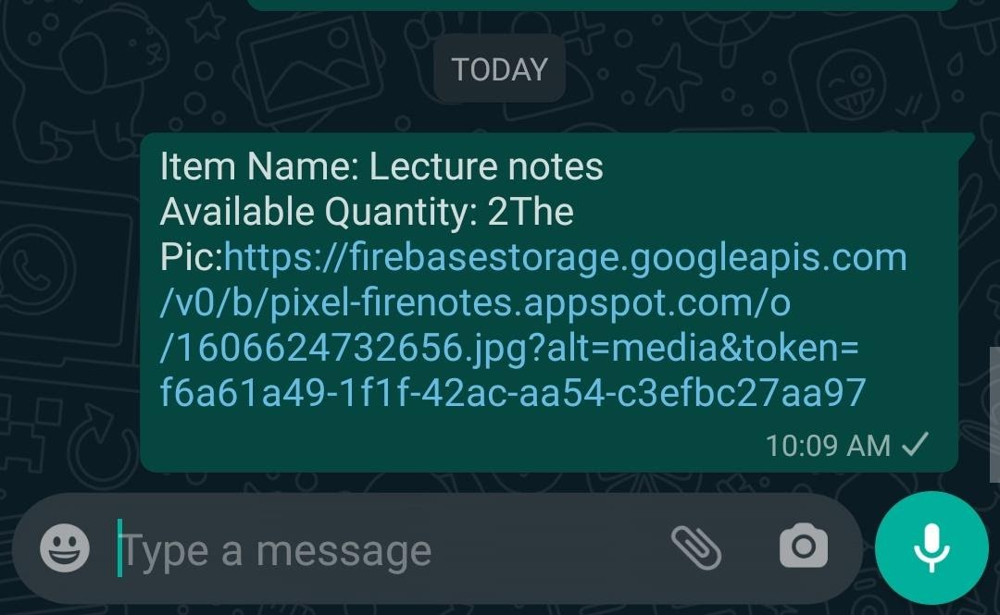 TODAY
Item Name: Lecture notes
Available Quantity: 2The
Pic:https://firebasestorage.googleapis.com
/v0/b/pixel-firenotes.appspot.com/o
/1606624732656.jpg?alt=media&token=
f6a61a49-1f1f-42ac-aa54-c3efbc27aa97
10:09 AM
Type a message